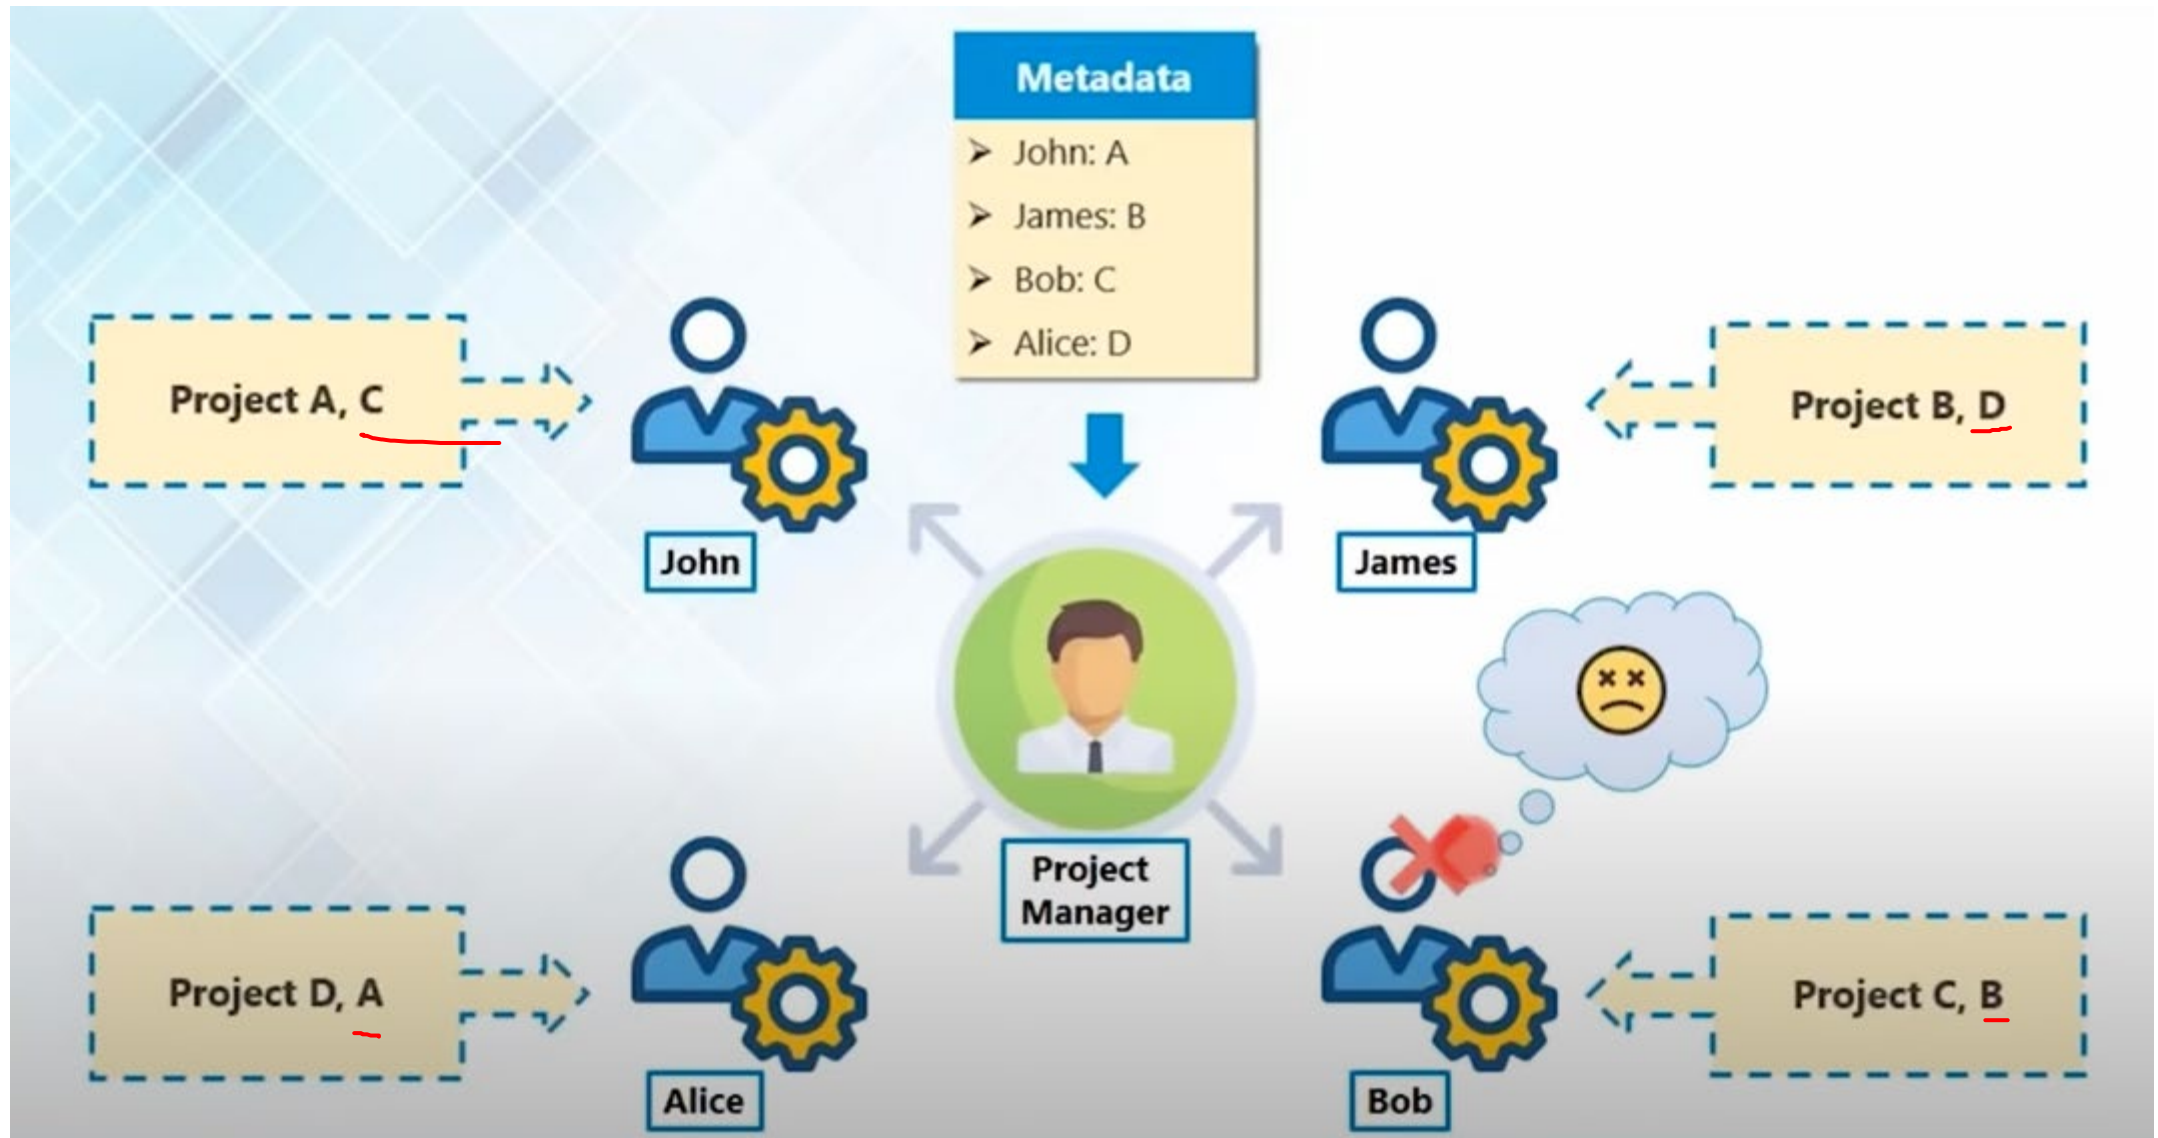 Metadata
➢ John: A
➢ James: B
➢ Bob: C
➢ Alice: D
Project A, C
John
James
Project B, D
Project
Manager
Project D, A
Alice
Bob
Project C, B